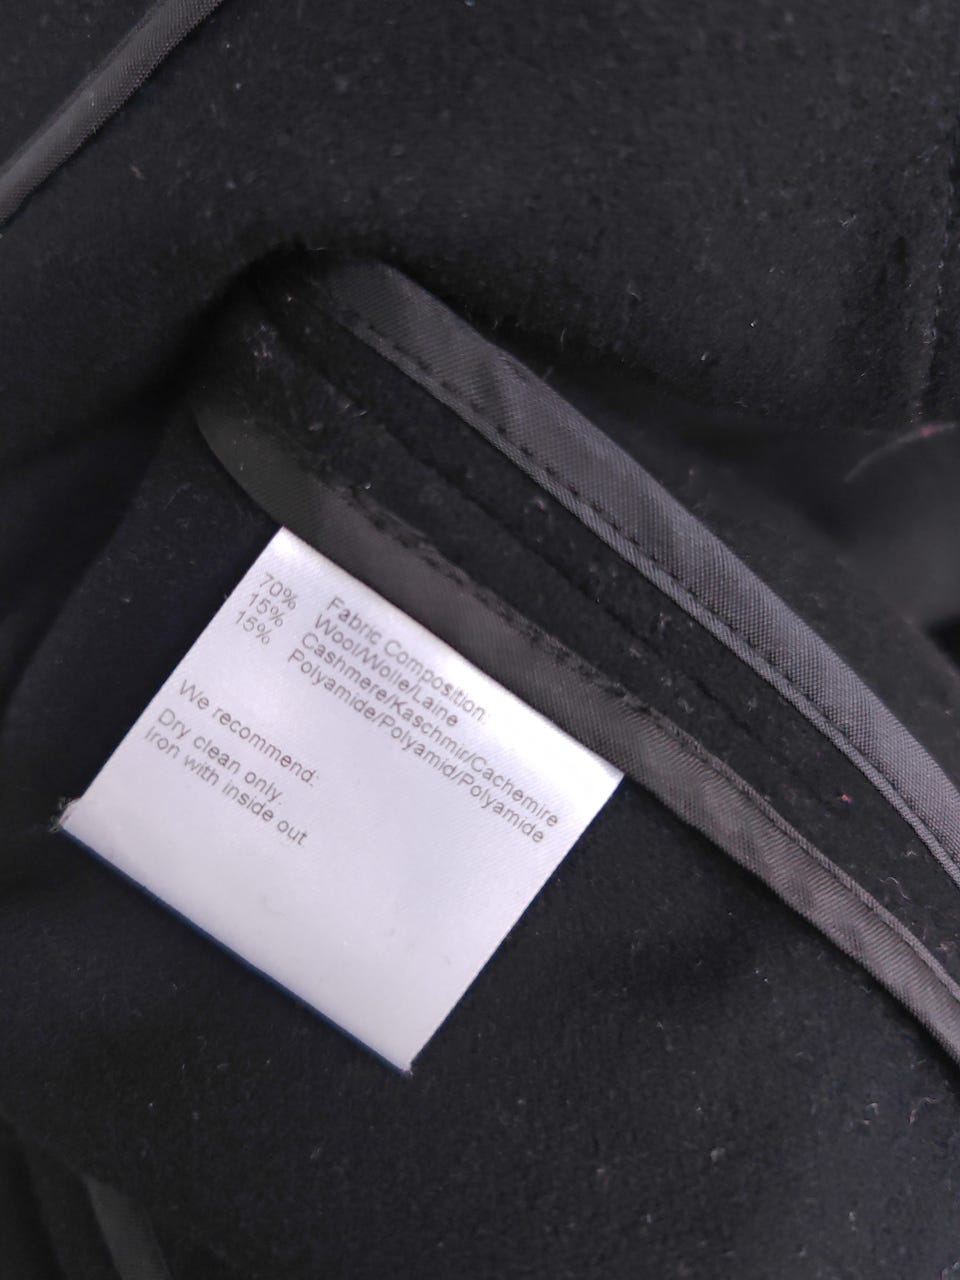 Fabric Composition:
70% Wool/Wolle/Laine
15% Cashmere/Kaschmir/Cachemire
15% Polyamide/Polyamid/Polyamide
We recommend:
Dry clean only.
Iron with inside out